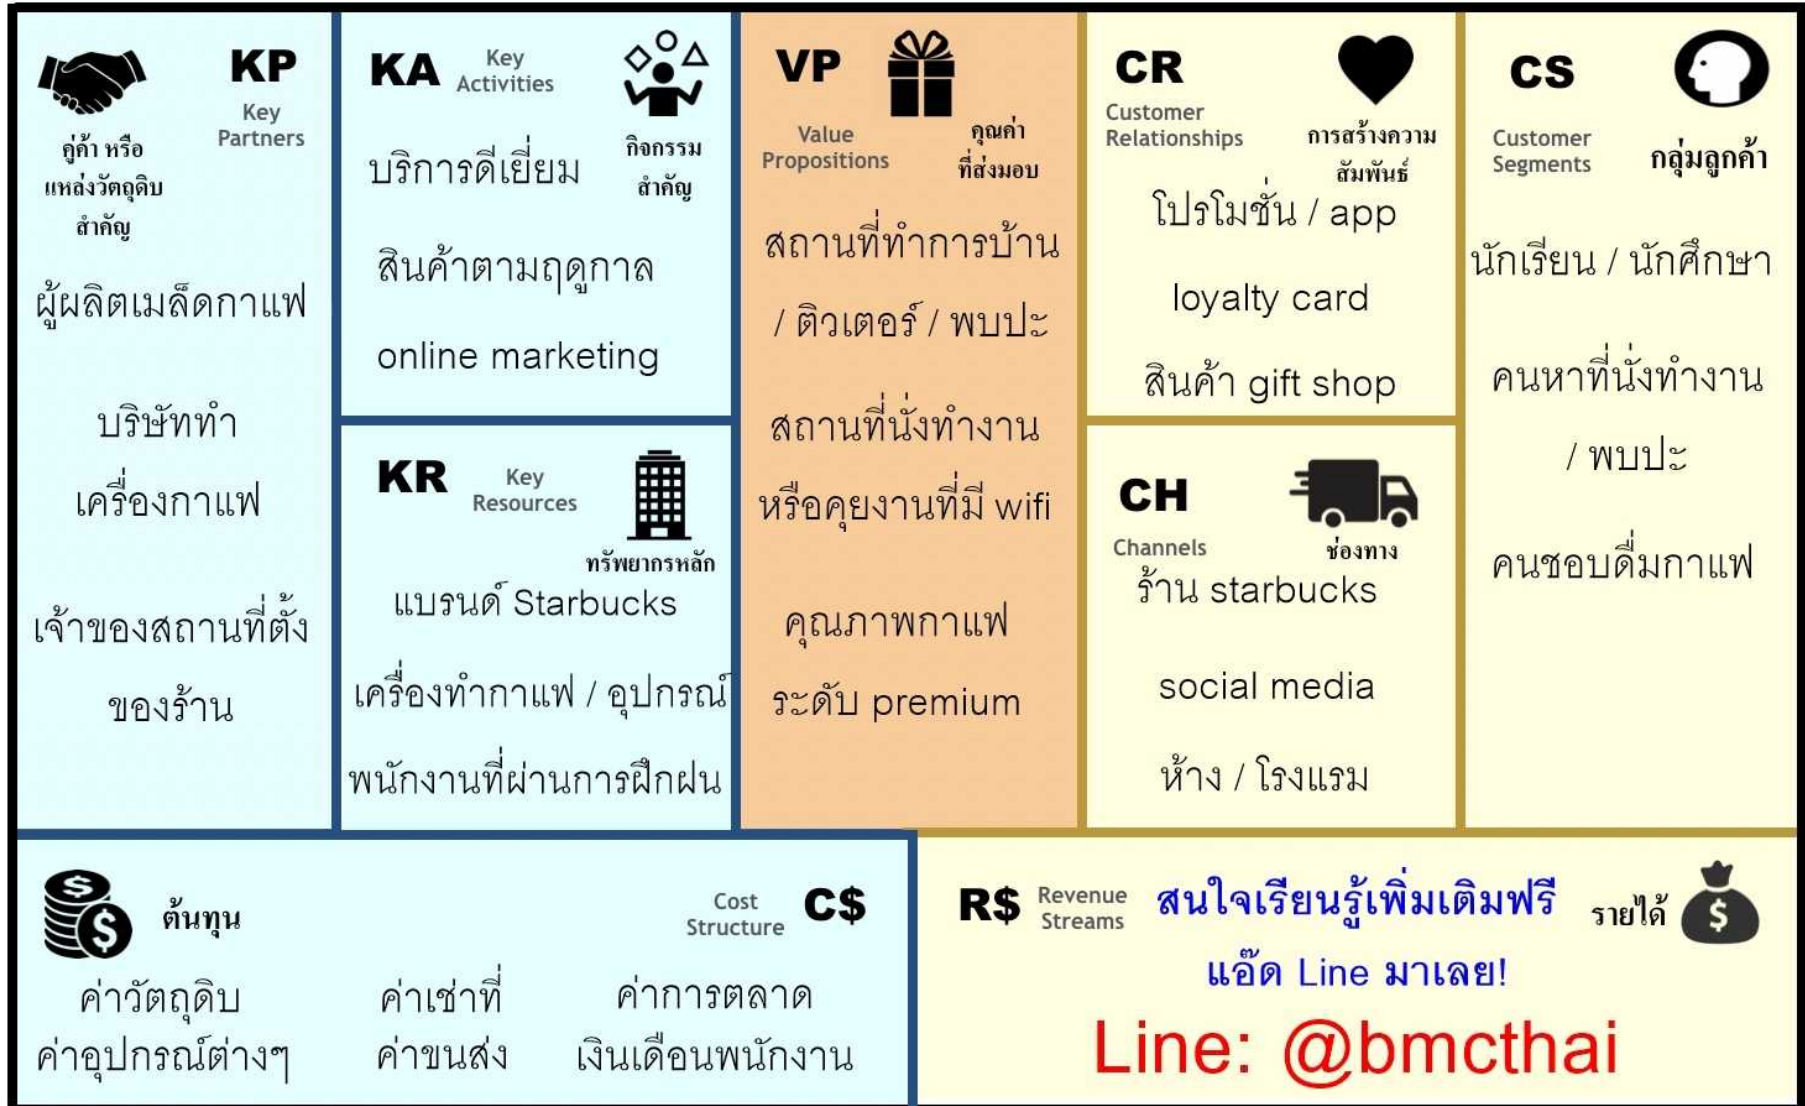 KP
Key
Partners
คู่ค้า หรือ
แหล่งวัตถุดิบ
สำคัญ
ผู้ผลิตเมล็ดกาแฟ
บริษัททำ
เครื่องกาแฟ
เจ้าของสถานที่ตั้ง
ของร้าน
KA
Key
Activities
กิจกรรม
สำคัญ
บริการดีเยี่ยม
สินค้าตามฤดูกาล
online marketing
KR
Key
Resources
ทรัพยากรหลัก
แบรนด์ Starbucks
เครื่องทำกาแฟ / อุปกรณ์
พนักงานที่ผ่านการฝึกฝน
VP
Value
Propositions
คุณค่า
ที่ส่งมอบ
สถานที่ทำการบ้าน
/ ติวเตอร์ / พบปะ
สถานที่นั่งทำงาน
หรือคุยงานที่มี wifi
คุณภาพกาแฟ
ระดับ premium
CR
Customer
Relationships
การสร้างความ
สัมพันธ์
โปรโมชั่น / app
loyalty card
สินค้า gift shop
CH
Channels
ช่องทาง
ร้าน starbucks
social media
ห้าง / โรงแรม
CS
Customer
Segments
กลุ่มลูกค้า
นักเรียน / นักศึกษา
คนหาที่นั่งทำงาน
/ พบปะ
คนชอบดื่มกาแฟ
$
$
ต้นทุน
Cost
Structure
C$
ค่าวัตถุดิบ ค่าเช่าที่ ค่าการตลาด
ค่าอุปกรณ์ต่างๆ ค่าขนส่ง เงินเดือนพนักงาน
R$
Revenue
Streams
สนใจเรียนรู้เพิ่มเติมฟรี
รายได้
$
แอ๊ด Line มาเลย!
Line: @bmcthai